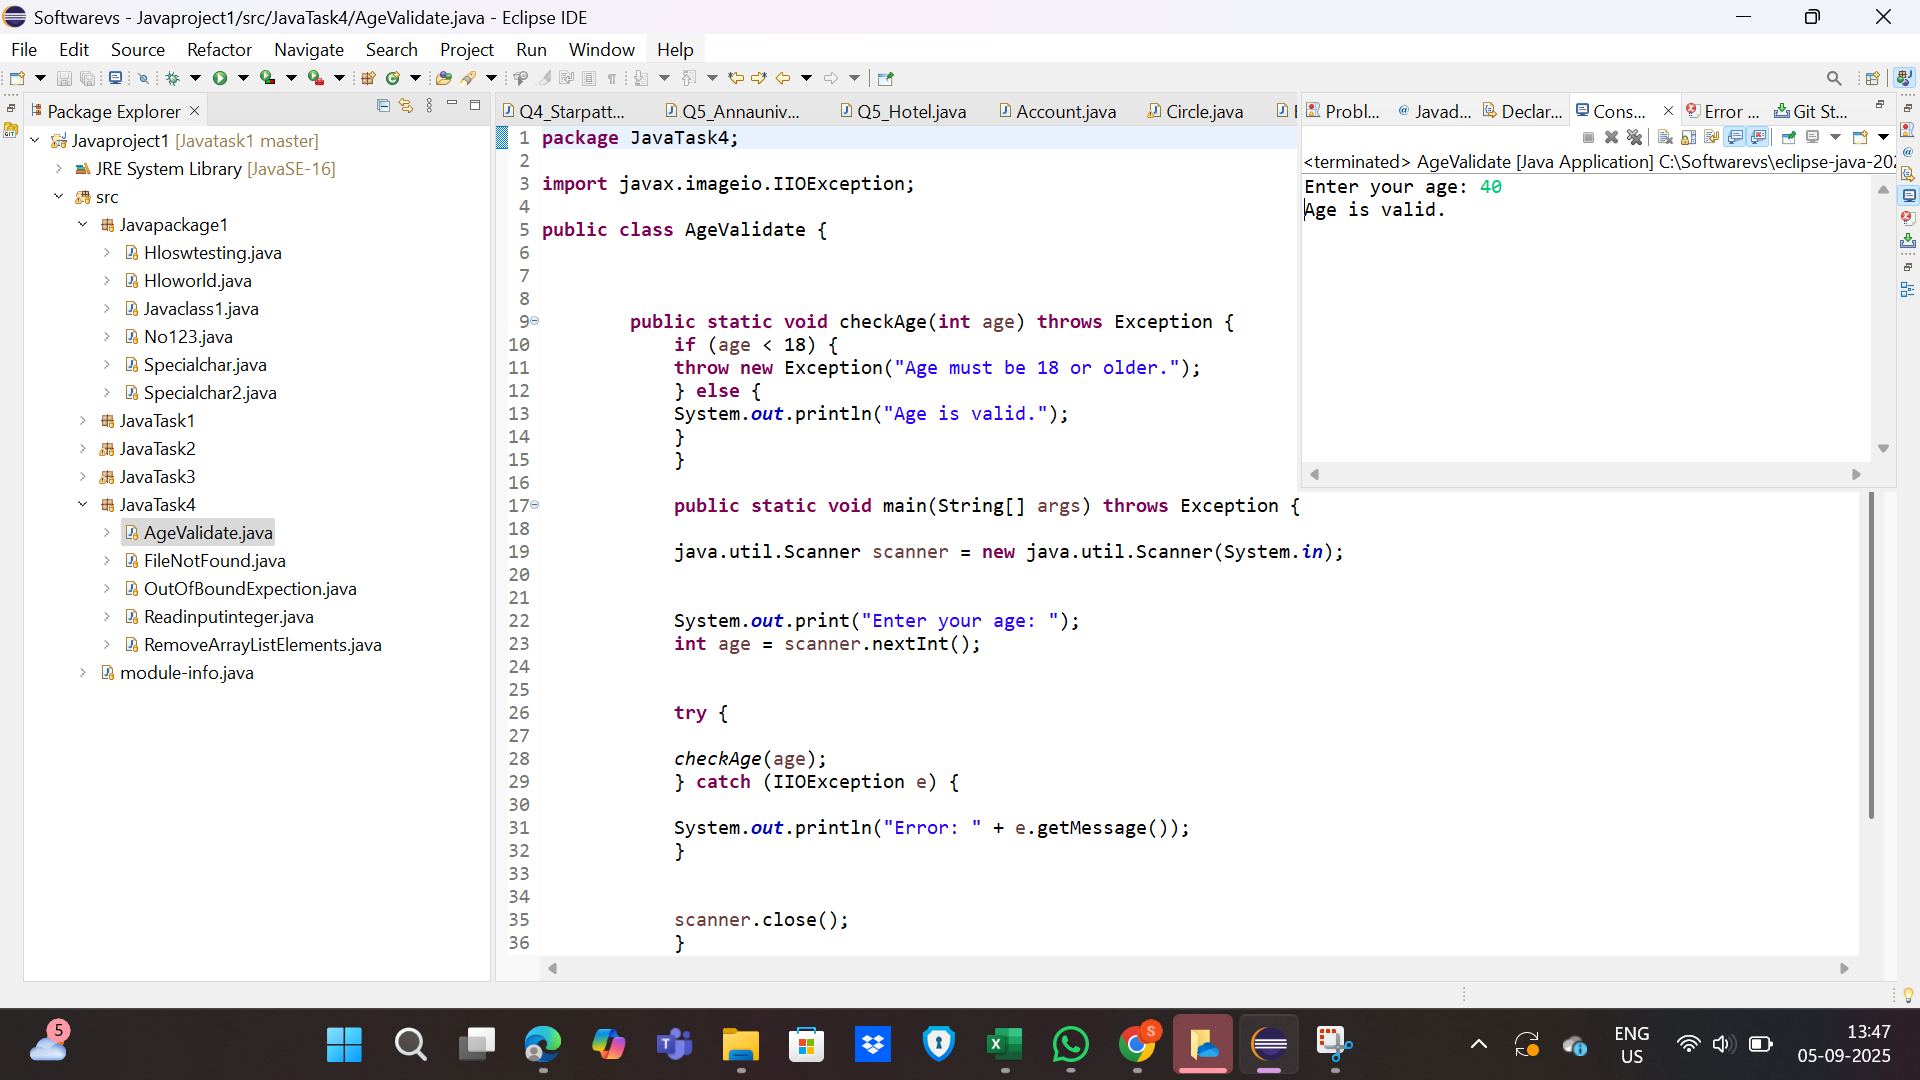 Softwarevs - Javaproject1/src/JavaTask4/AgeValidate.java - Eclipse IDE
File Edit Source Refactor Navigate Search Project Run Window Help
Package Explorer
Javaproject1 [Javatask1 master]
JRE System Library [JavaSE-16]
src
Javapackage1
Hloswtesting.java
Hloworld.java
Javaclass1.java
No123.java
Specialchar.java
Specialchar2.java
JavaTask1
JavaTask2
JavaTask3
JavaTask4
AgeValidate.java
FileNotFound.java
OutOfBoundExpection.java
Readinputinteger.java
RemoveArrayListElements.java
module-info.java
Q4_Starpatt... Q5_Annauniv... Q5_Hotel.java Account.java Circle.java
1 package JavaTask4;
2
3 import javax.imageio.IIOException;
4
5 public class AgeValidate {
6
7
8
9 public static void checkAge(int age) throws Exception {
10 if (age < 18) {
11 throw new Exception("Age must be 18 or older.");
12 } else {
13 System.out.println("Age is valid.");
14 }
15 }
16
17 public static void main(String[] args) throws Exception {
18
19 java.util.Scanner scanner = new java.util.Scanner(System.in);
20
21
22 System.out.print("Enter your age: ");
23 int age = scanner.nextInt();
24
25
26 try {
27
28 checkAge(age);
29 } catch (IIOException e) {
30
31 System.out.println("Error: " + e.getMessage());
32 }
33
34
35 scanner.close();
36 }
Probl... Javad... Declar... Cons... Error ... Git St...
<terminated> AgeValidate [Java Application] C:\Softwarevs\eclipse-java-202
Enter your age: 40
Age is valid.
5
S
ENG
US
13:47
05-09-2025